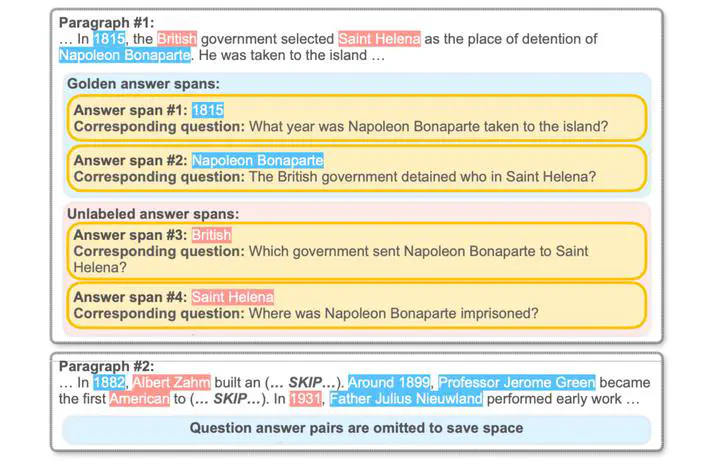 Paragraph #1:
... In 1815, the British government selected Saint Helena as the place of detention of
Napoleon Bonaparte. He was taken to the island ...
Golden answer spans:
Answer span #1: 1815
Corresponding question: What year was Napoleon Bonaparte taken to the island?
Answer span #2: Napoleon Bonaparte
Corresponding question: The British government detained who in Saint Helena?
Unlabeled answer spans:
Answer span #3: British
Corresponding question: Which government sent Napoleon Bonaparte to Saint
Helena?
Answer span #4: Saint Helena
Corresponding question: Where was Napoleon Bonaparte imprisoned?
Paragraph #2:
... In 1882, Albert Zahm built an (... SKIP...). Around 1899, Professor Jerome Green became
the first American to (... SKIP...). In 1931, Father Julius Nieuwland performed early work ...
Question answer pairs are omitted to save space